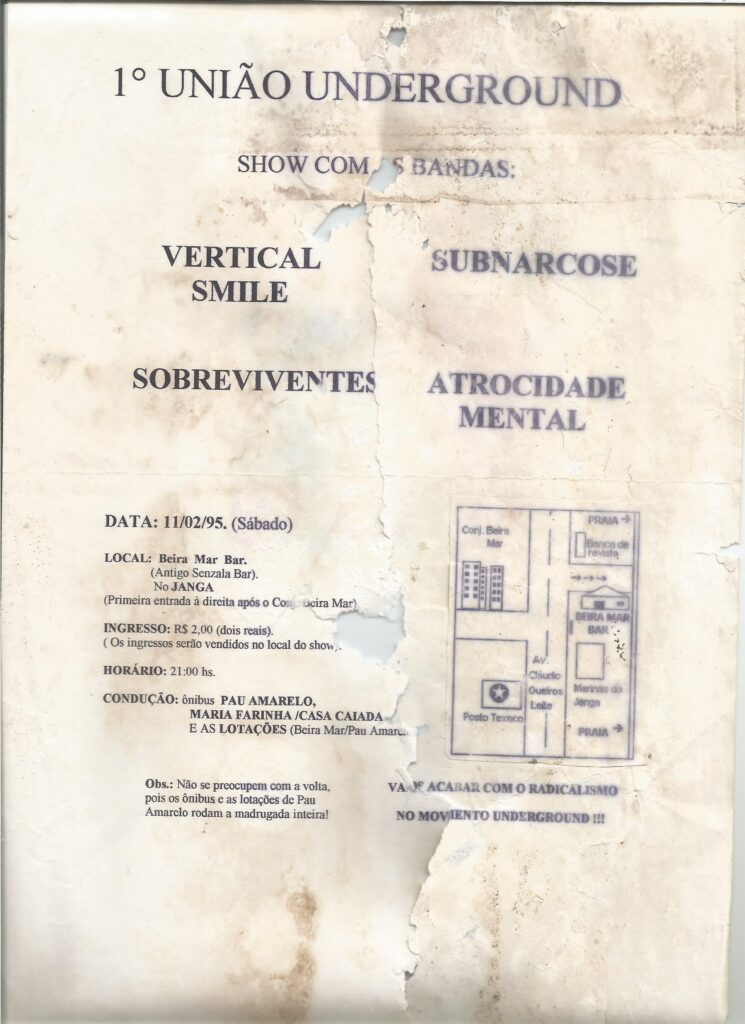 1° UNIÃO UNDERGROUND
SHOW COM AS BANDAS:
VERTICAL
SMILE
SUBNARCOSE
SOBREVIVENTES
ATROCIDADE
MENTAL
DATA: 11/02/95. (Sábado)
LOCAL: Beira Mar Bar.
(Antigo Senzala Bar).
No JANGA
(Primeira entrada à direita após o Conj. Beira Mar)
INGRESSO: R$ 2,00 (dois reais).
( Os ingressos serão vendidos no local do show).
HORÁRIO: 21:00 hs.
CONDUÇÃO: ônibus PAU AMARELO,
MARIA FARINHA /CASA CAIADA
E AS LOTAÇÕES (Beira Mar/Pau
Obs.: Não se preocupem com a volta,
pois os ônibus e as lotações de Pau
Amarelo rodam a madrugada inteira!
Conj. Beira
Mar
PRAIA
Banca de
revista
BEIRA MAR
BAR
Av.
Cláudio
Gueiros
Leite
Marinas do
Janga
Posto Texaco
PRAIA
ACABAR COM O RADICALISMO
NO MOVIENTO UNDERGROUND !!!